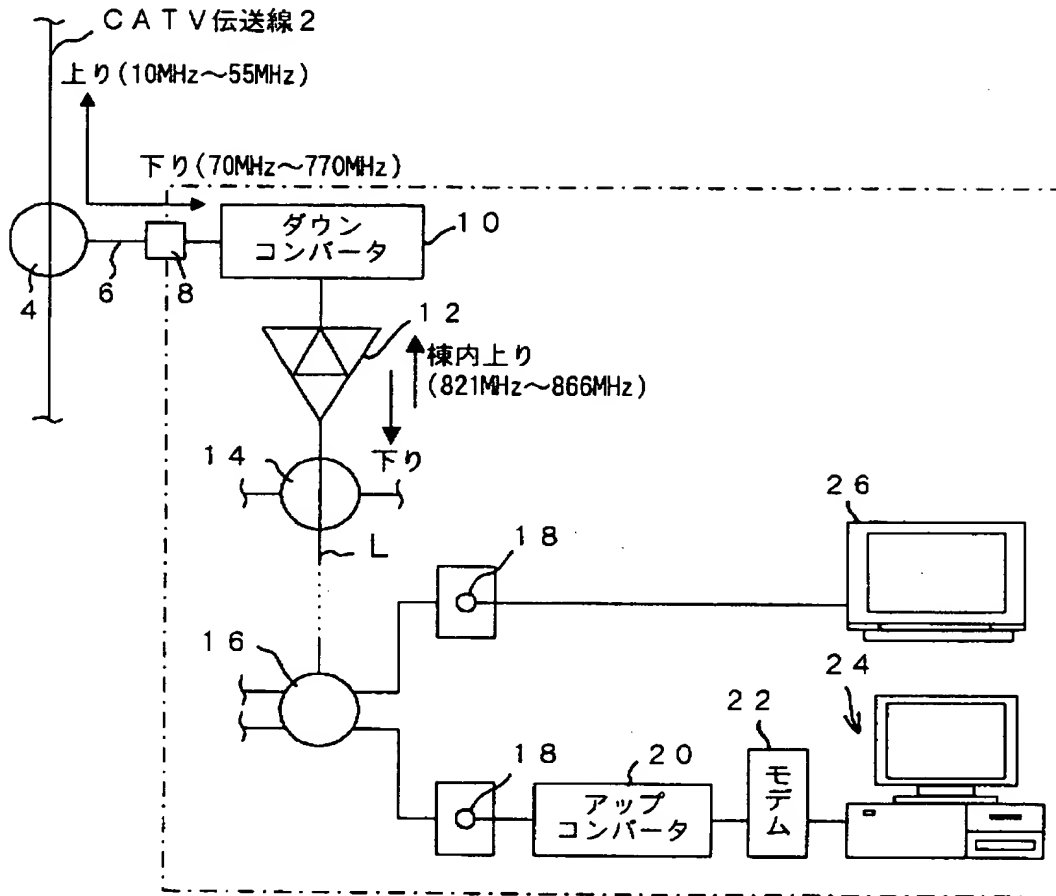 CATV伝送線2
上り(10MHz～55MHz)
下り(70MHz～770MHz)
ダウン
コンバータ
10
4
6
8
12
棟内上り
(821MHz～866MHz)
14
下り
L
18
26
16
24
22
18
20
アップ
コンバータ
モデム